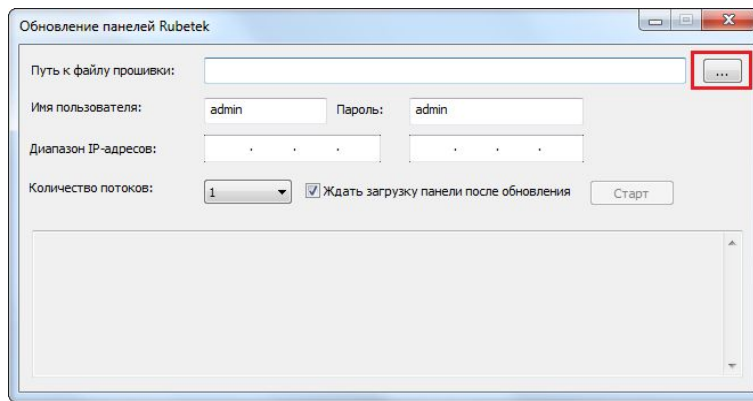 Обновление панелей Rubetek
Путь к файлу прошивки: ...
Имя пользователя: admin Пароль: admin
Диапазон IP-адресов: . . . . . .
Количество потоков: 1 Ждать загрузку панели после обновления Старт